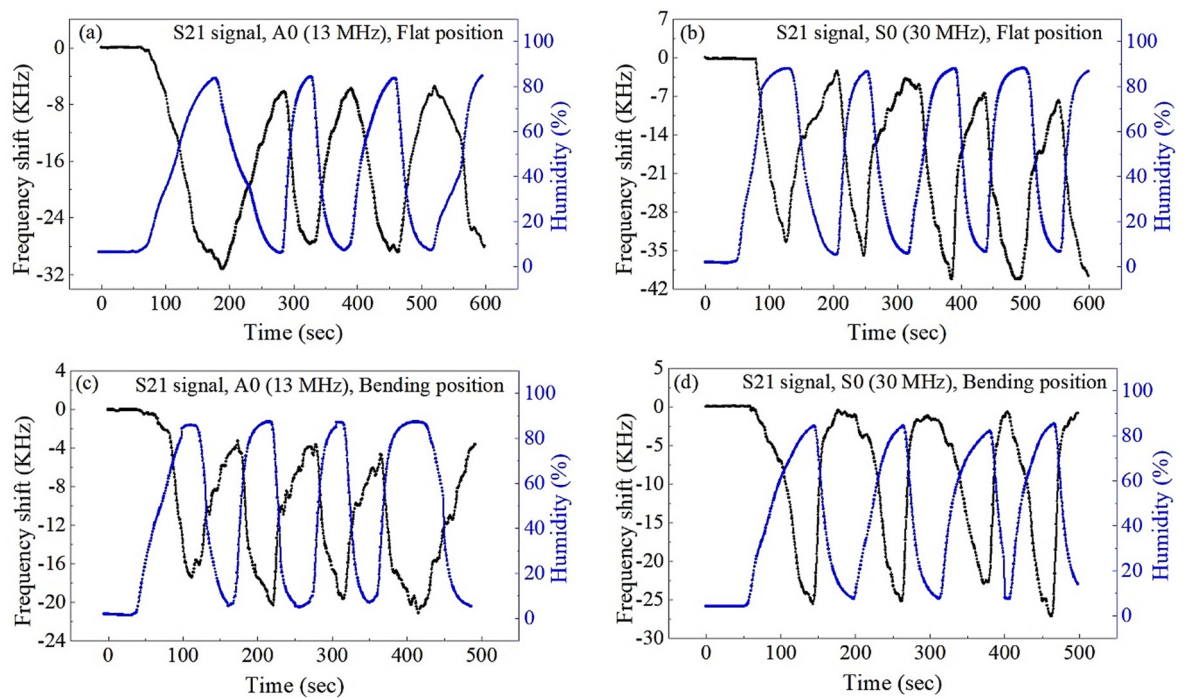 (a) S21 signal, A0 (13 MHz), Flat position
0
-8
-16
-24
-32
Frequency shift (KHz)
100
80
60
40
20
0
Humidity (%)
0 100 200 300 400 500 600
Time (sec)
(b) S21 signal, S0 (30 MHz), Flat position
7
0
-7
-14
-21
-28
-35
-42
Frequency shift (KHz)
100
80
60
40
20
0
Humidity (%)
0 100 200 300 400 500 600
Time (sec)
(c) S21 signal, A0 (13 MHz), Bending position
4
0
-4
-8
-12
-16
-20
-24
Frequency shift (KHz)
100
80
60
40
20
0
Humidity (%)
0 100 200 300 400 500
Time (sec)
(d) S21 signal, S0 (30 MHz), Bending position
5
0
-5
-10
-15
-20
-25
-30
Frequency shift (KHz)
100
80
60
40
20
0
Humidity (%)
0 100 200 300 400 500
Time (sec)